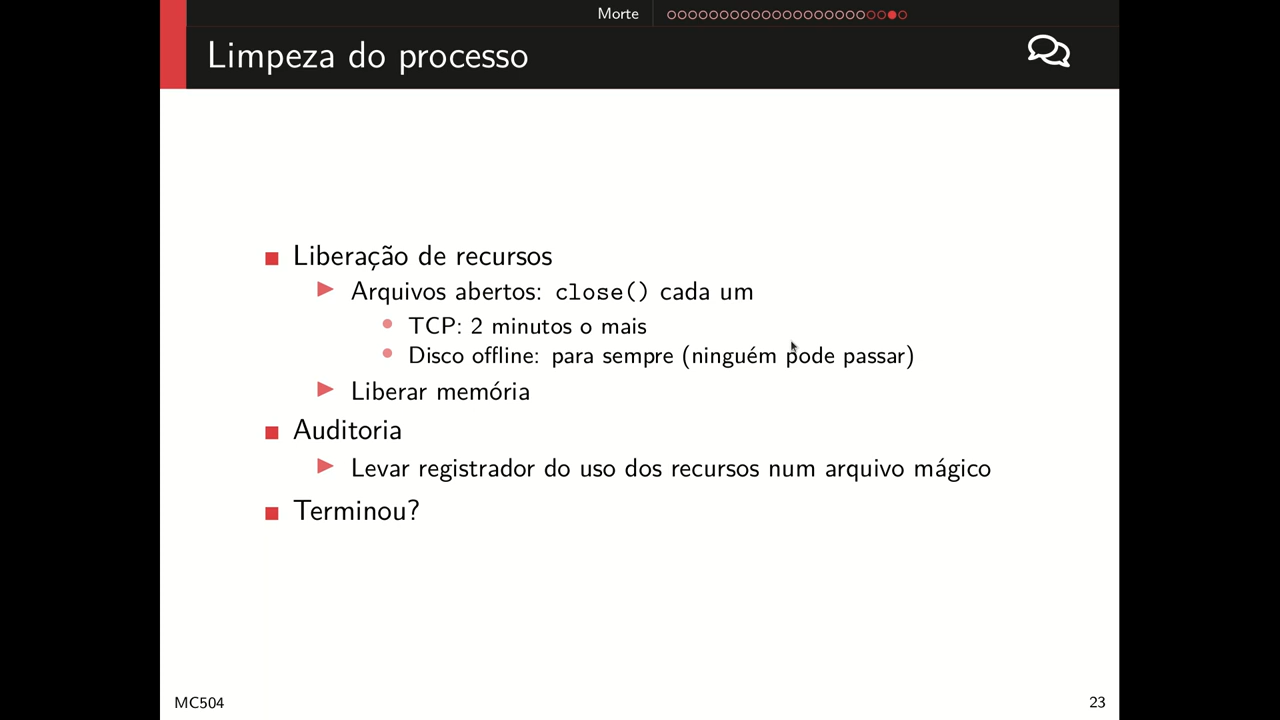 Morte
Limpeza do processo
Liberação de recursos
Arquivos abertos: close() cada um
TCP: 2 minutos o mais
Disco offline: para sempre (ninguém pode passar)
Liberar memória
Auditoria
Levar registrador do uso dos recursos num arquivo mágico
Terminou?
MC504
23